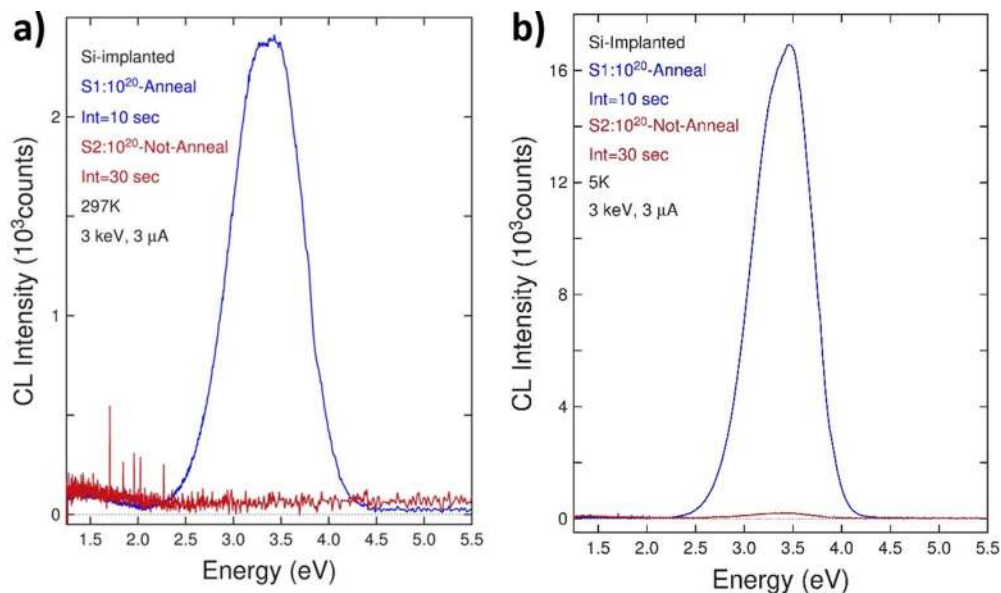 a)
Si-implanted
S1:10²⁰-Anneal
Int=10 sec
S2:10²⁰-Not-Anneal
Int=30 sec
297K
3 keV, 3 μA
CL Intensity (10³counts)
2
1
0
1.5 2.0 2.5 3.0 3.5 4.0 4.5 5.0 5.5
Energy (eV)
b)
Si-Implanted
S1:10²⁰-Anneal
Int=10 sec
S2:10²⁰-Not-Anneal
Int=30 sec
5K
3 keV, 3 μA
CL Intensity (10³counts)
16
12
8
4
0
1.5 2.0 2.5 3.0 3.5 4.0 4.5 5.0 5.5
Energy (eV)